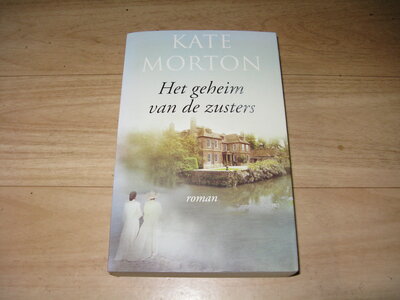 KATE
MORTON
Het geheim
van de zusters
roman